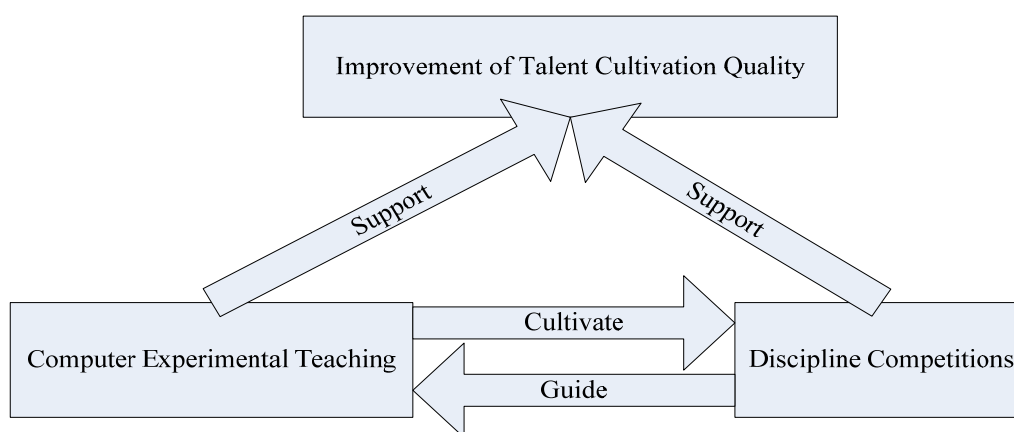 Improvement of Talent Cultivation Quality
Support
Support
Cultivate
Computer Experimental Teaching
Discipline Competitions
Guide